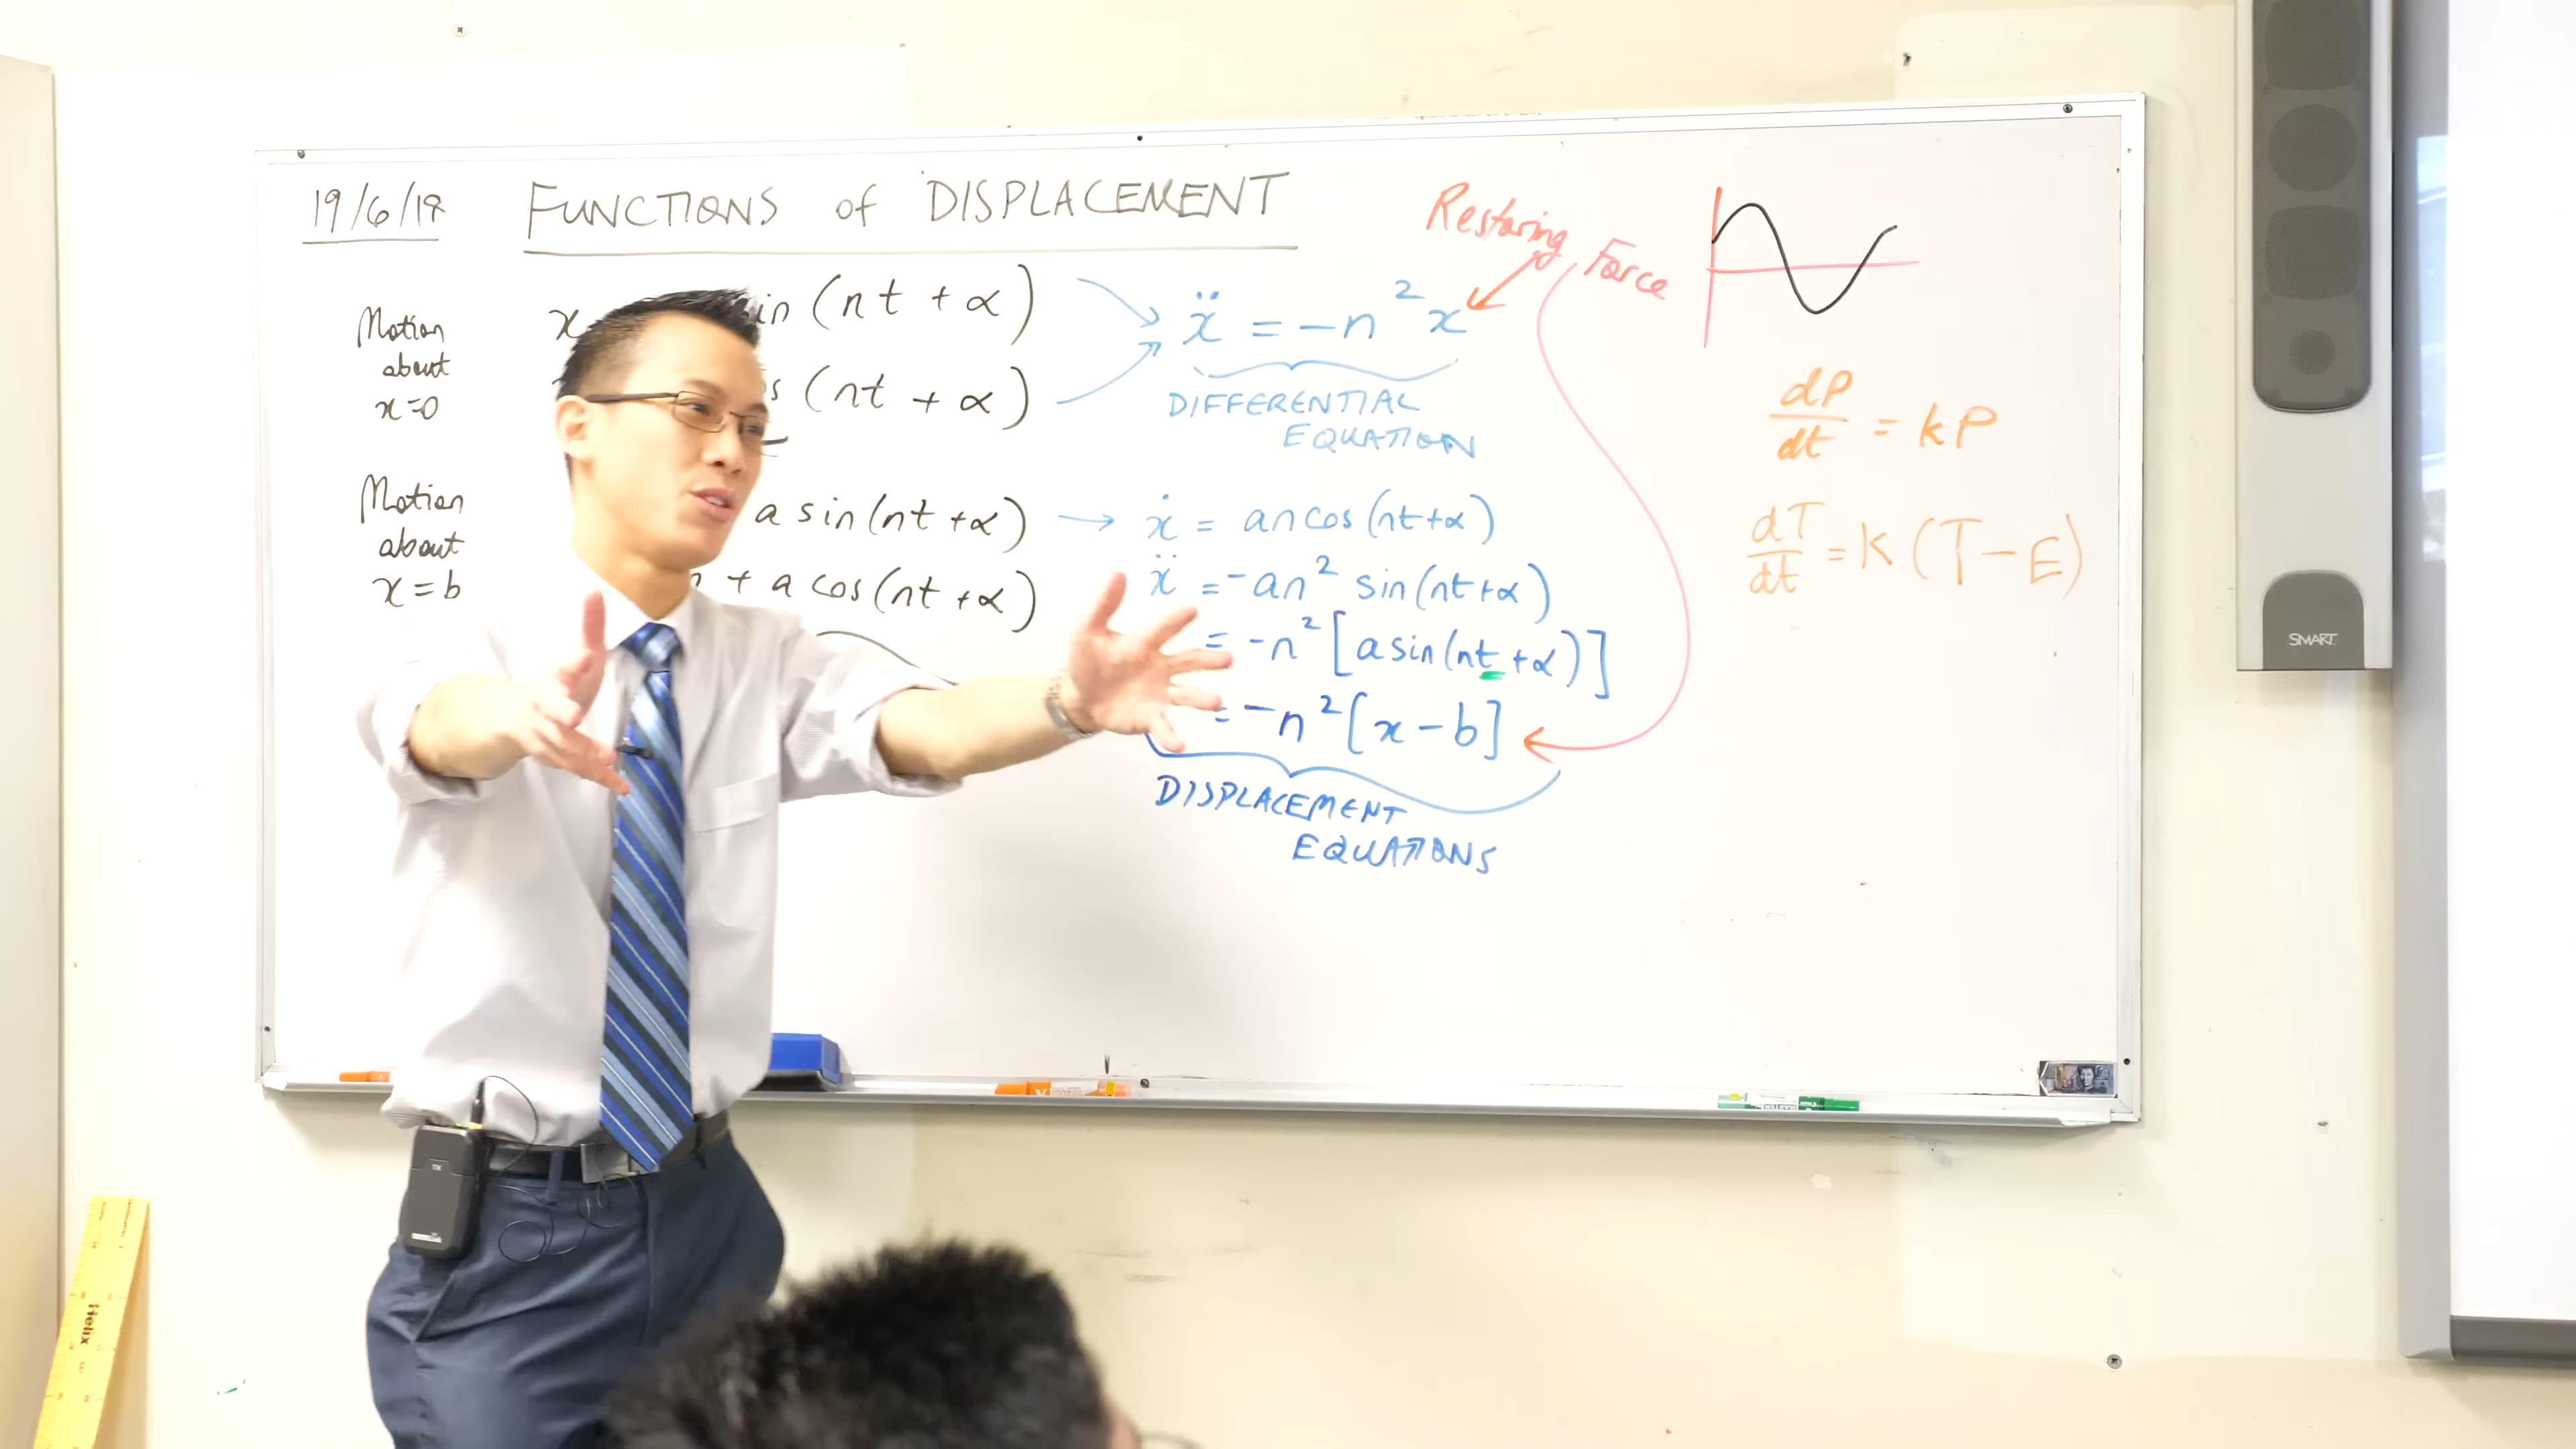 19/6/18
FUNCTIONS of DISPLACEMENT
Motion
about
x=0
x
in (nt + α)
s (nt + α)
ẍ = -n²x
DIFFERENTIAL
EQUATION
Restoring
Force
Motion
about
x = b
a sin(nt + α)
+ a cos(nt + α)
ẋ = an cos(nt+α)
ẍ = -an² sin(nt+α)
= -n² [a sin(nt + α)]
= -n² [x - b]
DISPLACEMENT
EQUATIONS
dP/dt = kP
dT/dt = k(T - E)
SMART
Helix